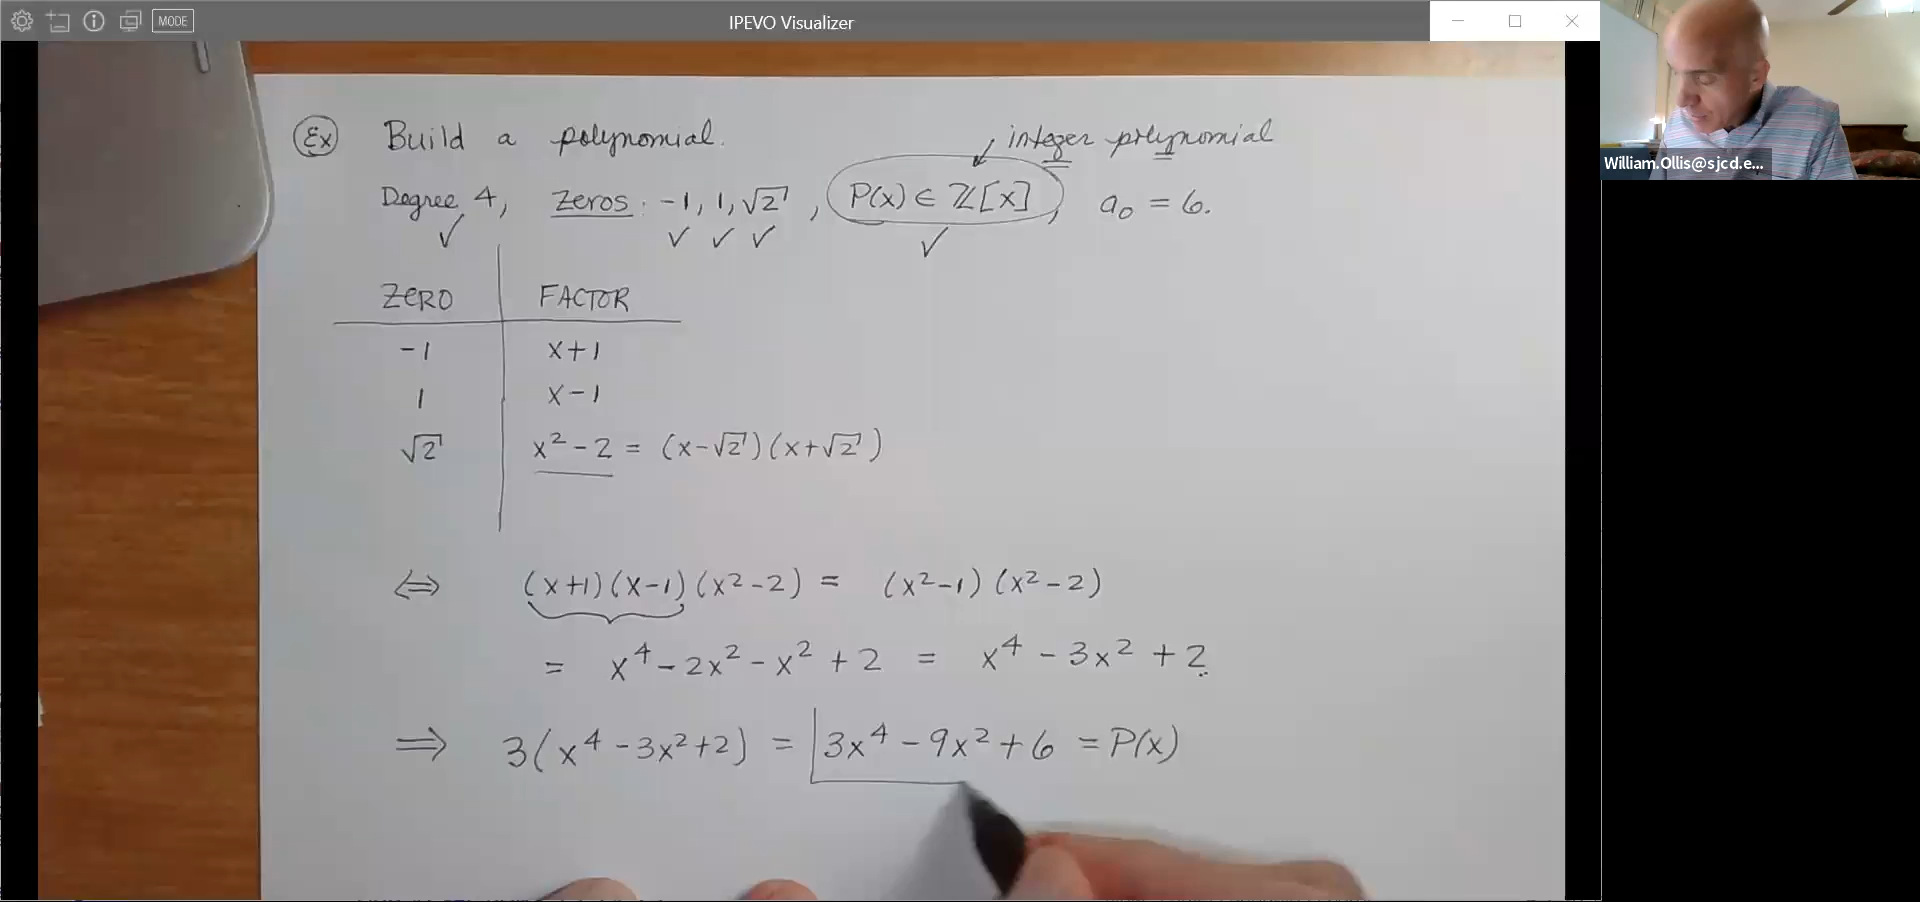 MODE
IPEVO Visualizer
William.Ollis@sjcd.e...
Ex Build a polynomial. integer polynomial
Degree 4, Zeros: -1, 1, √2, P(x) ∈ ℤ[x], a₀ = 6.
✓ ✓ ✓ ✓ ✓
ZERO FACTOR
-1 x+1
1 x-1
√2 x²-2 = (x-√2)(x+√2)
⇔ (x+1)(x-1)(x²-2) = (x²-1)(x²-2)
= x⁴-2x²-x²+2 = x⁴-3x²+2
⇒ 3(x⁴-3x²+2) = 3x⁴-9x²+6 = P(x)